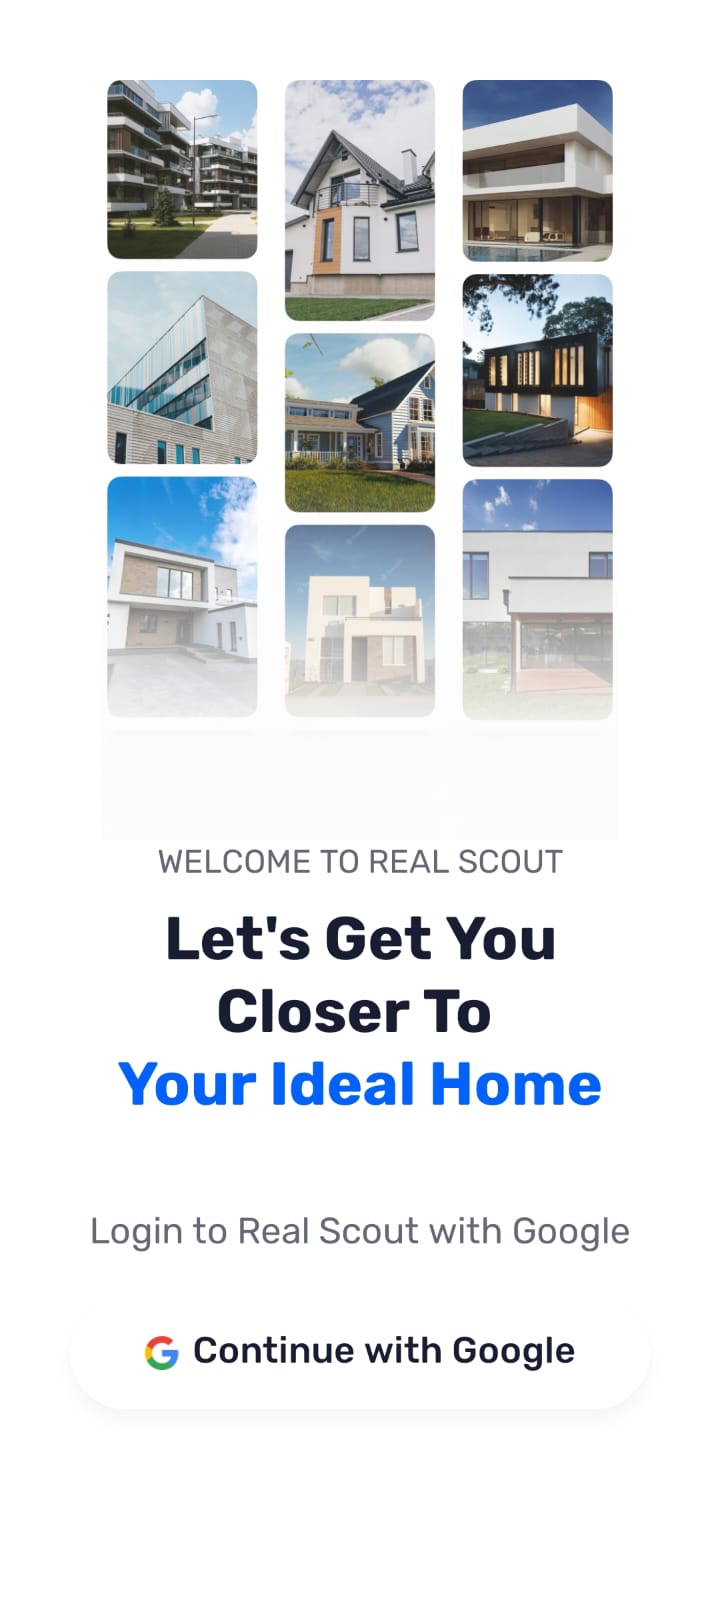 WELCOME TO REAL SCOUT
Let's Get You
Closer To
Your Ideal Home
Login to Real Scout with Google
Continue with Google